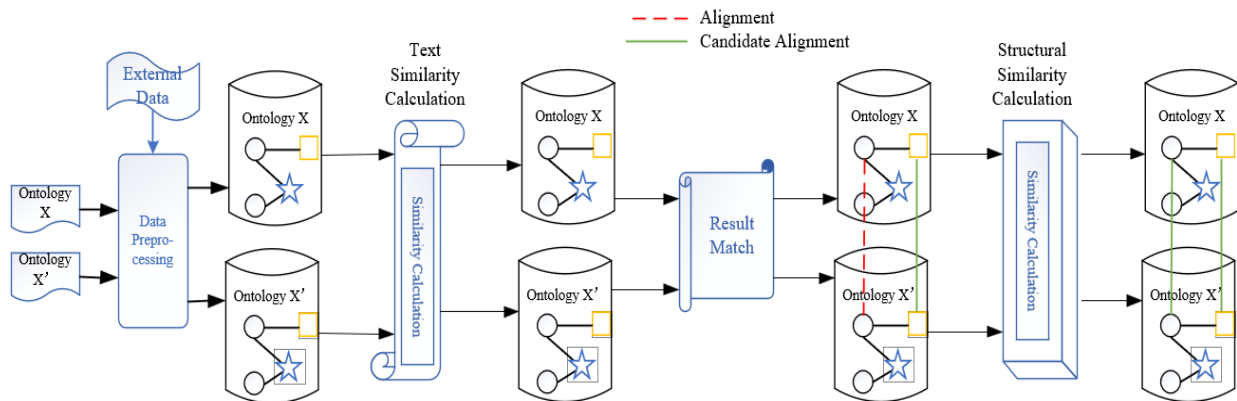 Alignment
Candidate Alignment
External
Data
Text
Similarity
Calculation
Structural
Similarity
Calculation
Ontology X
Ontology X
Ontology X
Ontology X
Ontology
X
Ontology
X’
Data
Prepro-
cessing
Similarity Calculation
Result
Match
Similarity Calculation
Ontology X’
Ontology X’
Ontology X’
Ontology X’